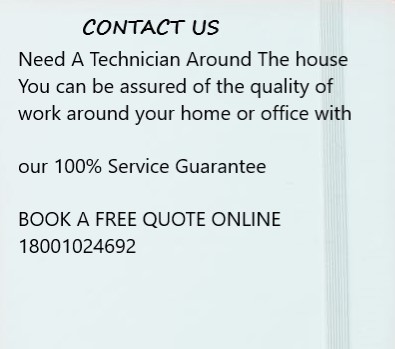 CONTACT US
Need A Technician Around The house
You can be assured of the quality of
work around your home or office with
our 100% Service Guarantee
BOOK A FREE QUOTE ONLINE
18001024692